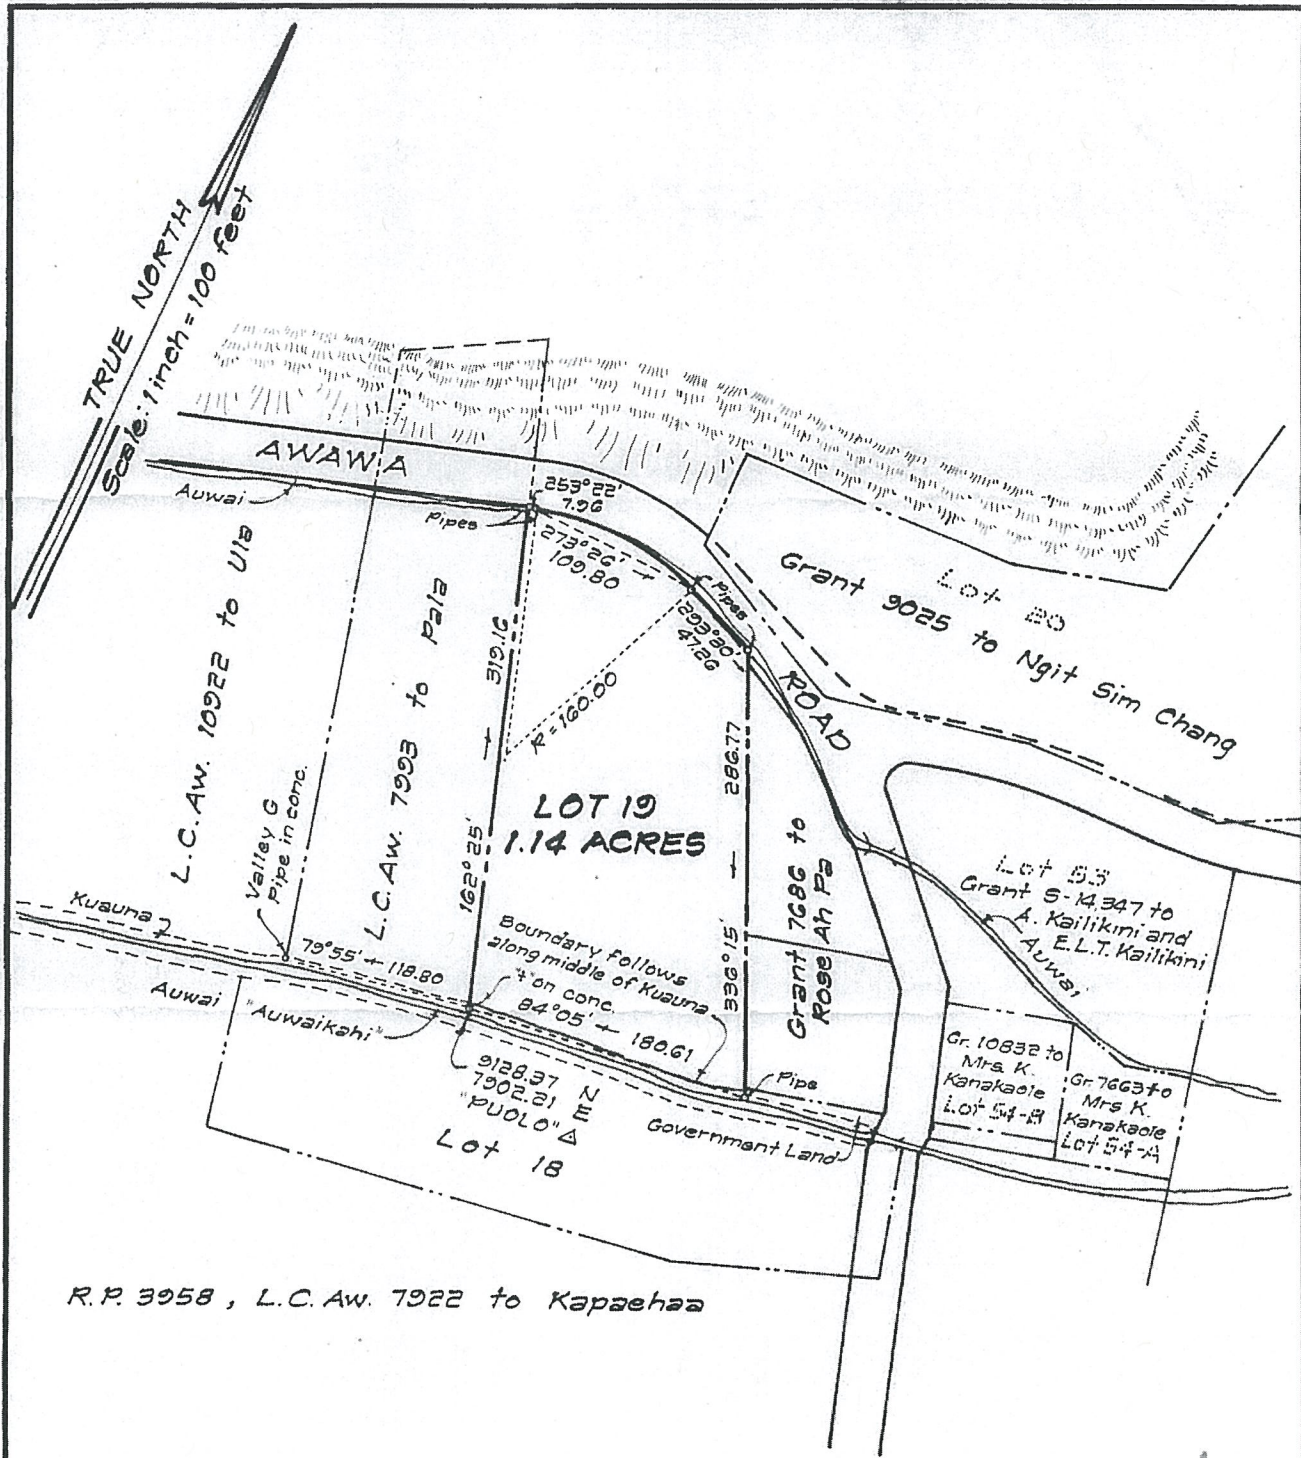 TRUE NORTH
Scale: 1 inch = 100 feet
AWAWA
ROAD
Auwai
Pipes
253°22'
7.96
273°26'
109.80
Pipes
293°30'
47.26
Lot 20
Grant 9025 to Ngit Sim Chang
L.C. Aw. 10922 to Ula
L.C. Aw. 7993 to Pala
319.16
162°25'
R = 160.00
LOT 19
1.14 ACRES
286.77
336°15'
Grant 7686 to
Rose Ah Pa
Valley G
Pipe in conc.
Kuauna
79°55' 118.80
Boundary follows
along middle of Kuauna
"+" on conc.
84°05' 180.61
Auwai
"Auwaikahi"
9128.37 N
7902.21 E
"PUOLO" Δ
Lot 18
Pipe
Government Land
Lot 53
Grant S-14,347 to
A. Kailikini and
E.L.T. Kailikini
Auwai
Gr. 10832 to
Mrs. K.
Kanakaole
Lot 54-B
Gr. 7663 to
Mrs K.
Kanakaole
Lot 54-A
R.P. 3958, L.C. Aw. 7922 to Kapaehaa